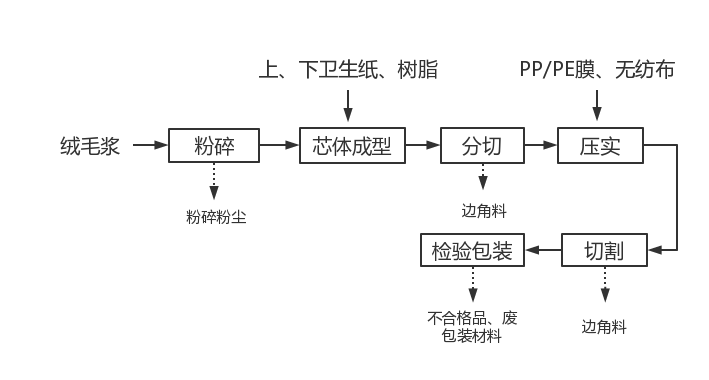 上、下卫生纸、树脂
PP/PE膜、无纺布
绒毛浆
粉碎
芯体成型
分切
压实
粉碎粉尘
边角料
检验包装
切割
不合格品、废
包装材料
边角料